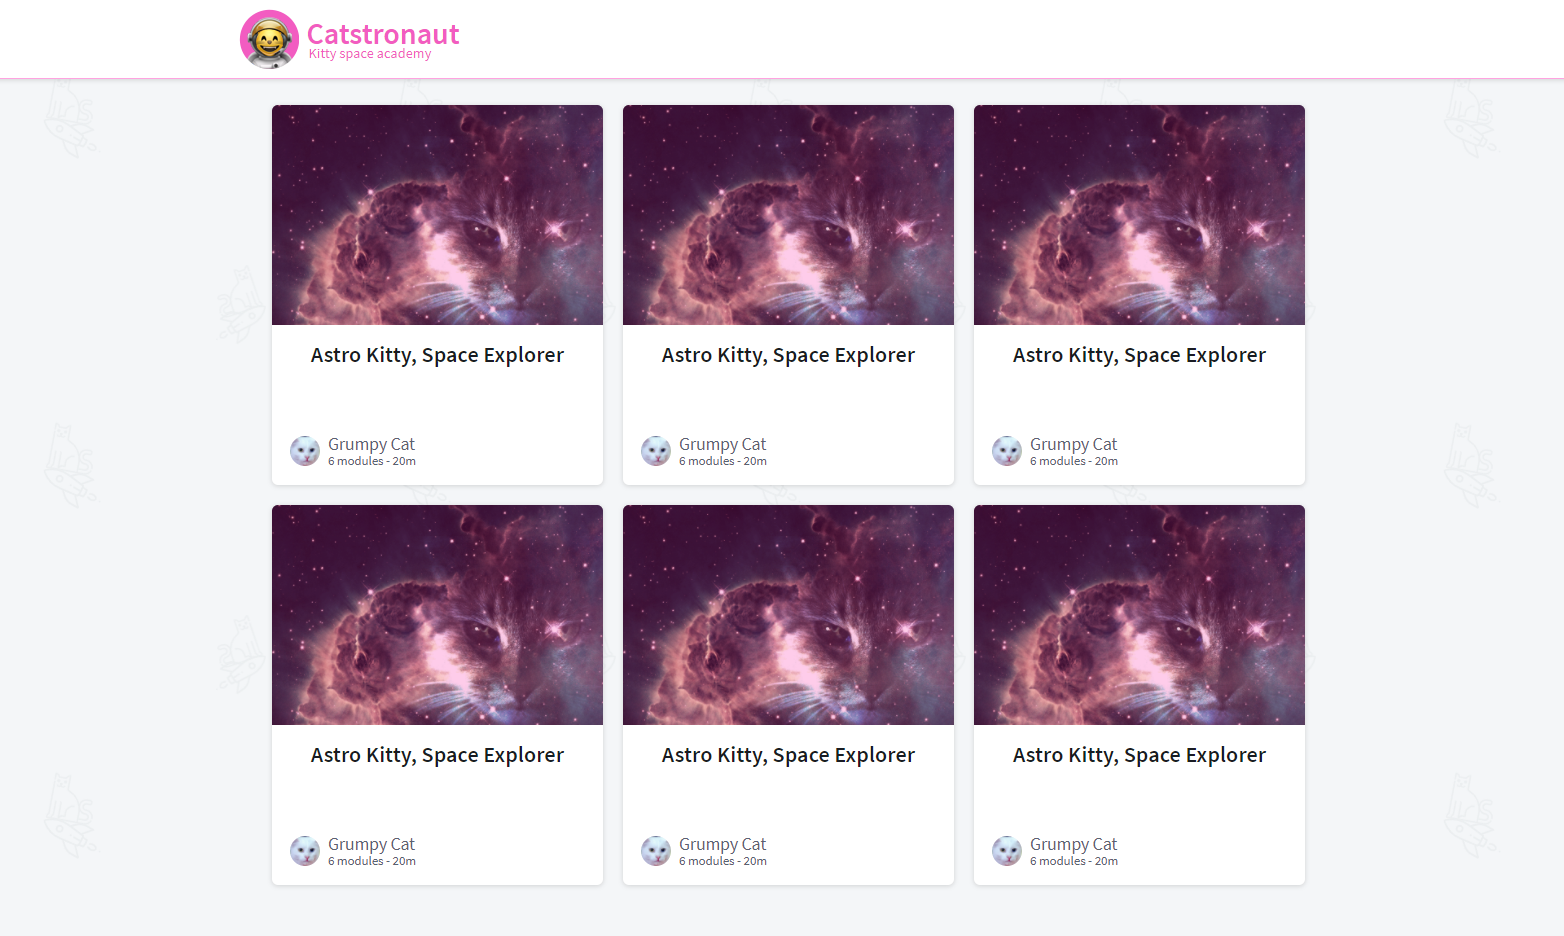 Catstronaut
Kitty space academy
Astro Kitty, Space Explorer
Grumpy Cat
6 modules - 20m
Astro Kitty, Space Explorer
Grumpy Cat
6 modules - 20m
Astro Kitty, Space Explorer
Grumpy Cat
6 modules - 20m
Astro Kitty, Space Explorer
Grumpy Cat
6 modules - 20m
Astro Kitty, Space Explorer
Grumpy Cat
6 modules - 20m
Astro Kitty, Space Explorer
Grumpy Cat
6 modules - 20m